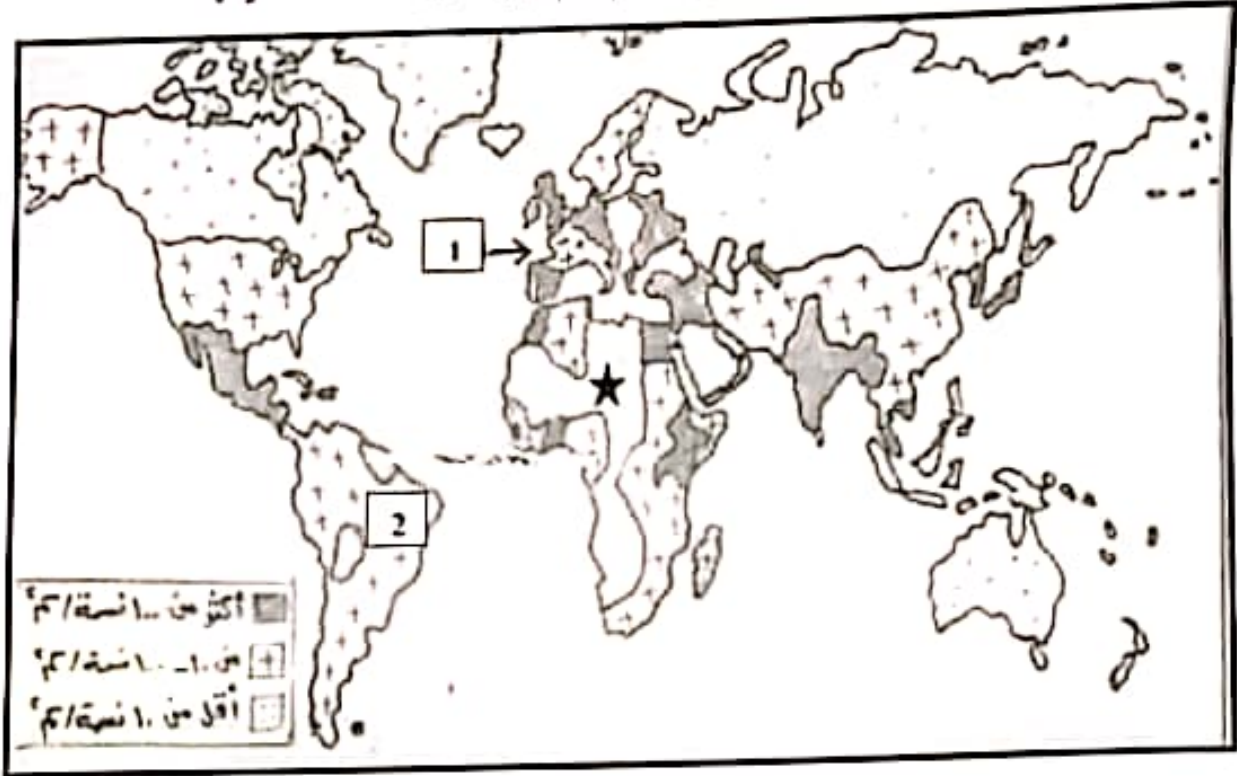 1
2
أكثر من ١٠٠ نسمة/كم²
من ١٠ - ١٠٠ نسمة/كم²
أقل من ١٠ نسمة/كم²